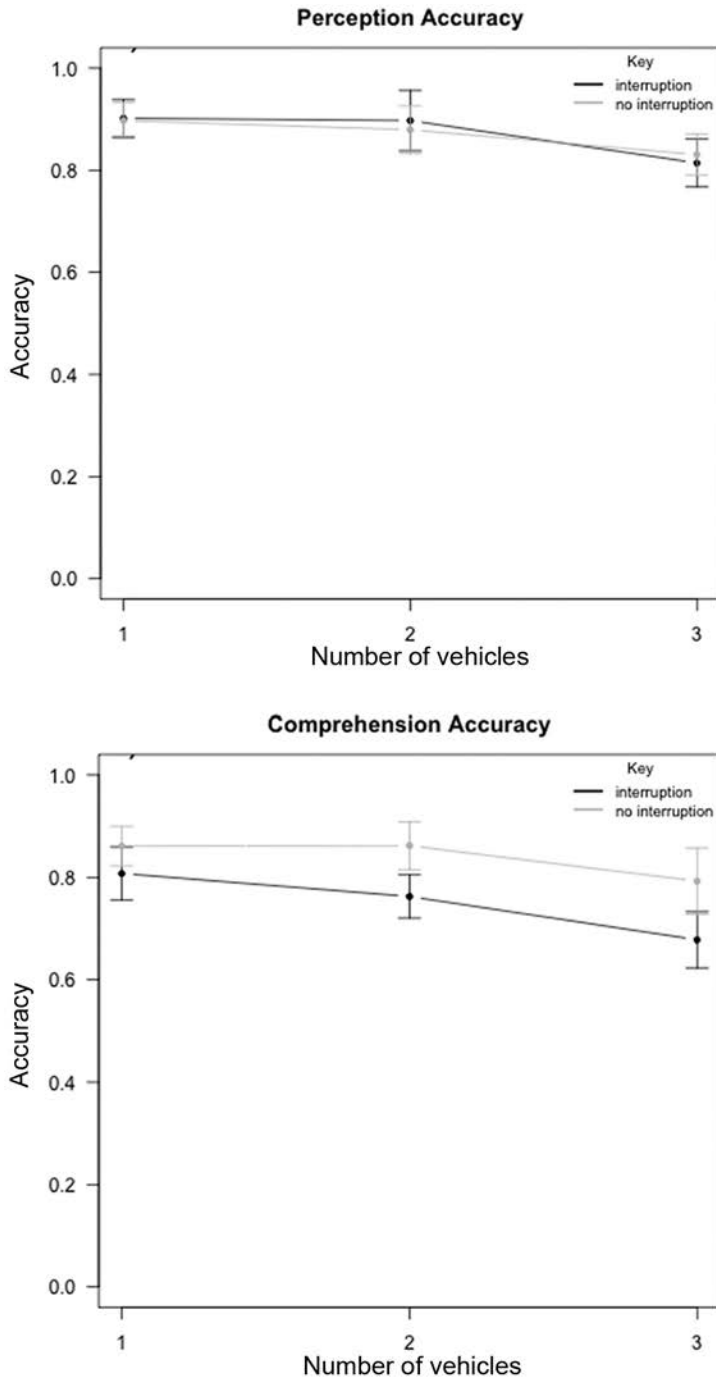 Perception Accuracy
Key
interruption
no interruption
1.0
0.8
0.6
0.4
0.2
0.0
Accuracy
1
2
3
Number of vehicles
Comprehension Accuracy
Key
interruption
no interruption
1.0
0.8
0.6
0.4
0.2
0.0
Accuracy
1
2
3
Number of vehicles